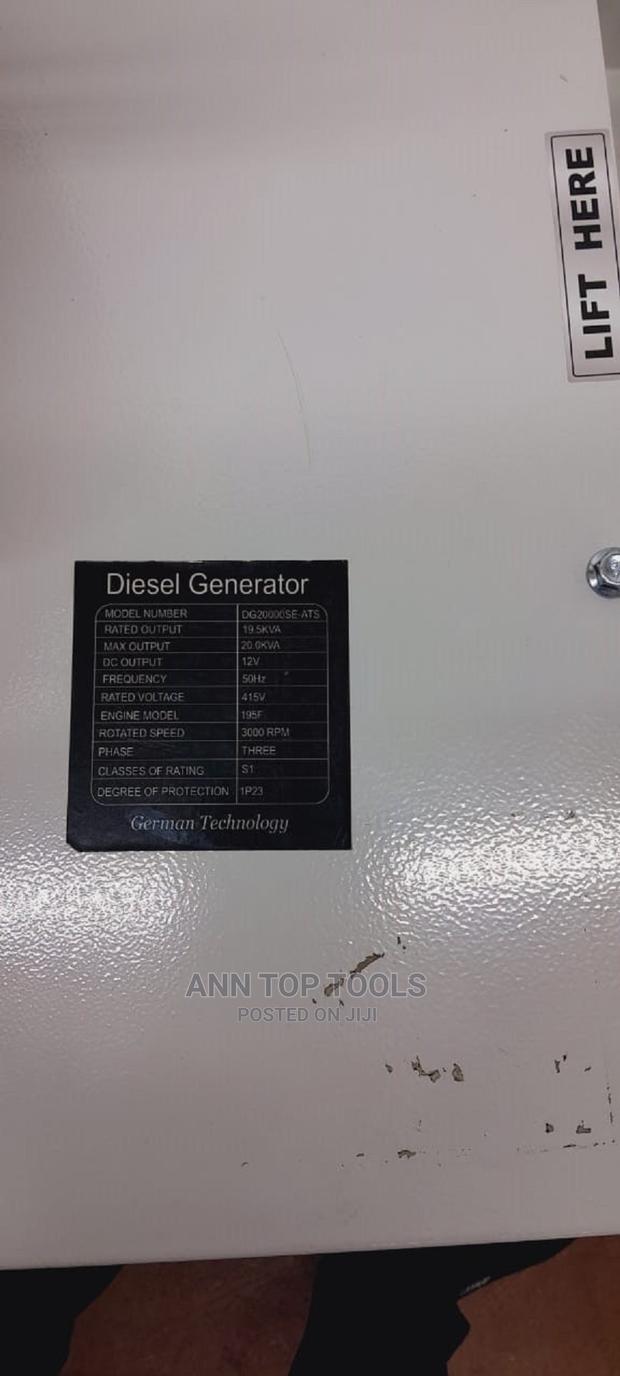 LIFT HERE
Diesel Generator
MODEL NUMBER DG20000SE-ATS
RATED OUTPUT 19.5KVA
MAX OUTPUT 20.0KVA
DC OUTPUT 12V
FREQUENCY 50Hz
RATED VOLTAGE 415V
ENGINE MODEL 195F
ROTATED SPEED 3000 RPM
PHASE THREE
CLASSES OF RATING S1
DEGREE OF PROTECTION 1P23
German Technology
ANN TOP TOOLS
POSTED ON JIJI